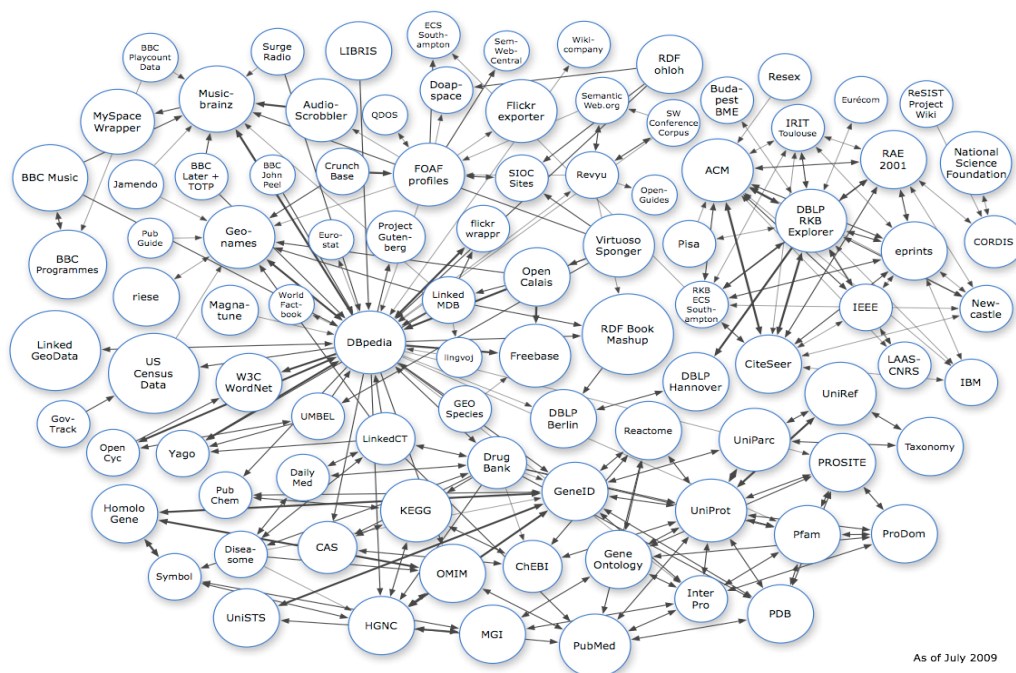 BBC
Playcount
Data
Surge
Radio
LIBRIS
ECS
South-
ampton
Sem-
Web-
Central
Wiki-
company
RDF
ohloh
Music-
brainz
MySpace
Wrapper
Audio-
Scrobbler
QDOS
Doap-
space
Flickr
exporter
Semantic
Web.org
SW
Conference
Corpus
Buda-
pest
BME
Resex
Eurécom
ReSIST
Project
Wiki
IRIT
Toulouse
RAE
2001
National
Science
Foundation
BBC Music
Jamendo
BBC
Later +
TOTP
BBC
John
Peel
Crunch
Base
FOAF
profiles
SIOC
Sites
Revyu
Open-
Guides
ACM
DBLP
RKB
Explorer
BBC
Programmes
Pub
Guide
Geo-
names
Euro-
stat
Project
Guten-
berg
flickr
wrappr
Virtuoso
Sponger
Pisa
eprints
CORDIS
riese
Magna-
tune
World
Fact-
book
Linked
MDB
Open
Calais
RKB
ECS
South-
ampton
IEEE
New-
castle
Linked
GeoData
US
Census
Data
W3C
WordNet
DBpedia
lingvoj
Freebase
RDF Book
Mashup
CiteSeer
LAAS-
CNRS
IBM
Gov-
Track
Open
Cyc
Yago
UMBEL
GEO
Species
DBLP
Berlin
DBLP
Hannover
UniRef
LinkedCT
Reactome
UniParc
Taxonomy
Daily
Med
Drug
Bank
PROSITE
Pub
Chem
Homolo
Gene
KEGG
GeneID
UniProt
Pfam
ProDom
Disea-
some
CAS
Symbol
OMIM
ChEBI
Gene
Ontology
Inter
Pro
PDB
UniSTS
HGNC
MGI
PubMed
As of July 2009